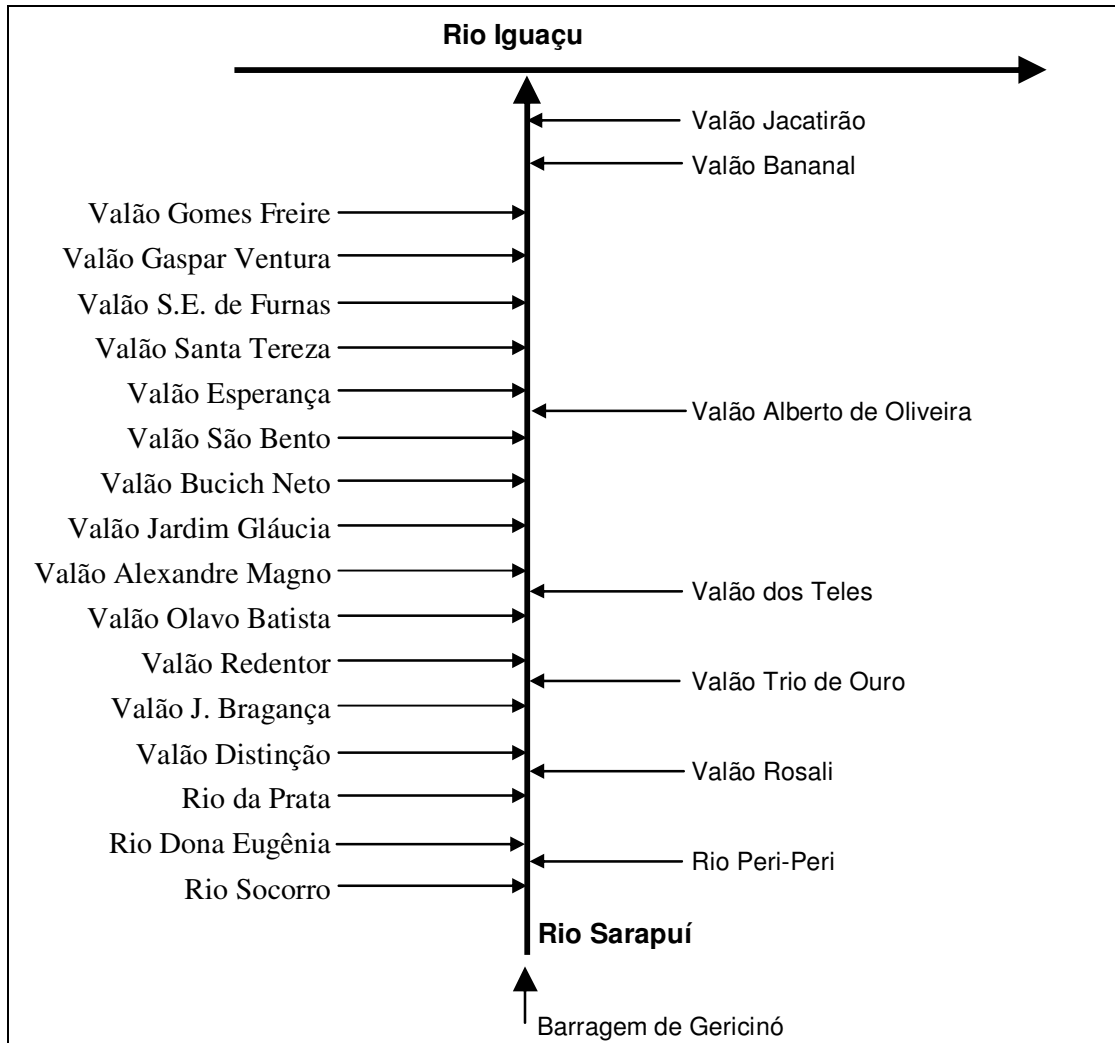 Rio Iguaçu
Valão Jacatirão
Valão Bananal
Valão Gomes Freire
Valão Gaspar Ventura
Valão S.E. de Furnas
Valão Santa Tereza
Valão Esperança
Valão Alberto de Oliveira
Valão São Bento
Valão Bucich Neto
Valão Jardim Gláucia
Valão Alexandre Magno
Valão dos Teles
Valão Olavo Batista
Valão Redentor
Valão Trio de Ouro
Valão J. Bragança
Valão Distinção
Valão Rosali
Rio da Prata
Rio Dona Eugênia
Rio Peri-Peri
Rio Socorro
Rio Sarapuí
Barragem de Gericinó